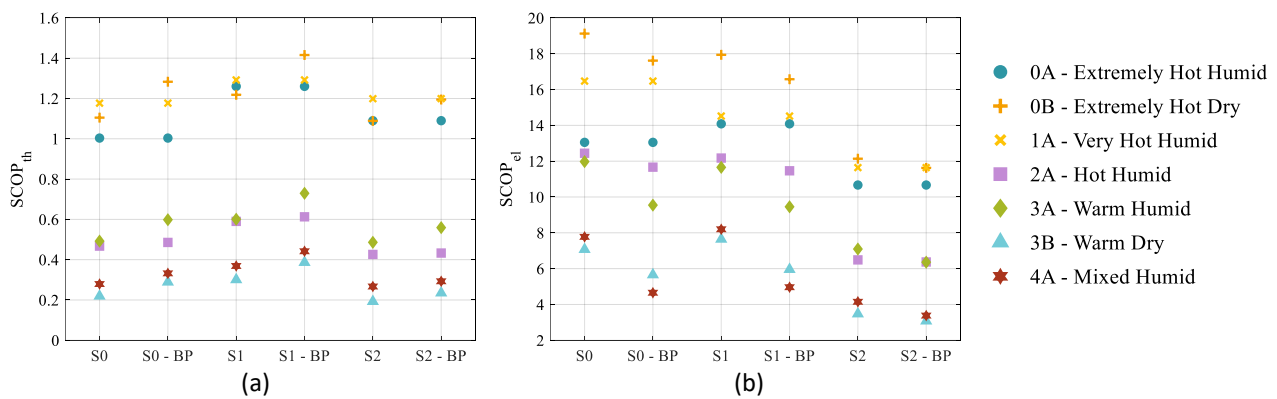 1.6
1.4
1.2
1
0.8
0.6
0.4
0.2
0
SCOP_th
S0 S0 - BP S1 S1 - BP S2 S2 - BP
(a)
20
18
16
14
12
10
8
6
4
2
SCOP_el
S0 S0 - BP S1 S1 - BP S2 S2 - BP
(b)
0A - Extremely Hot Humid
0B - Extremely Hot Dry
1A - Very Hot Humid
2A - Hot Humid
3A - Warm Humid
3B - Warm Dry
4A - Mixed Humid